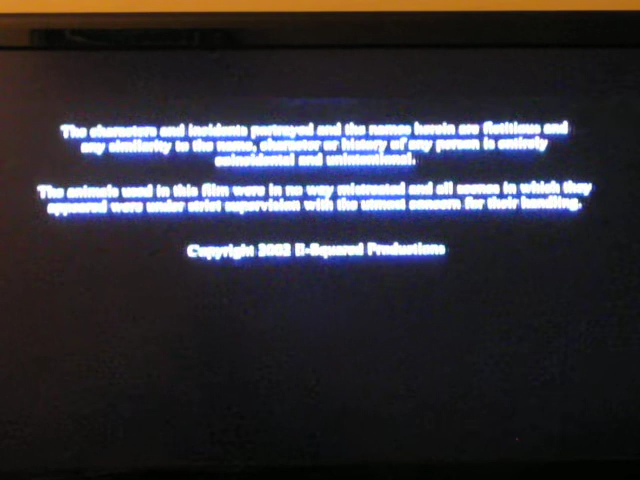 The characters and incidents portrayed and the names herein are fictitious and
any similarity to the name, character or history of any person is entirely
coincidental and unintentional.
The animals used in this film were in no way mistreated and all scenes in which they
appeared were under strict supervision with the utmost concern for their handling.
Copyright 2002 Productions